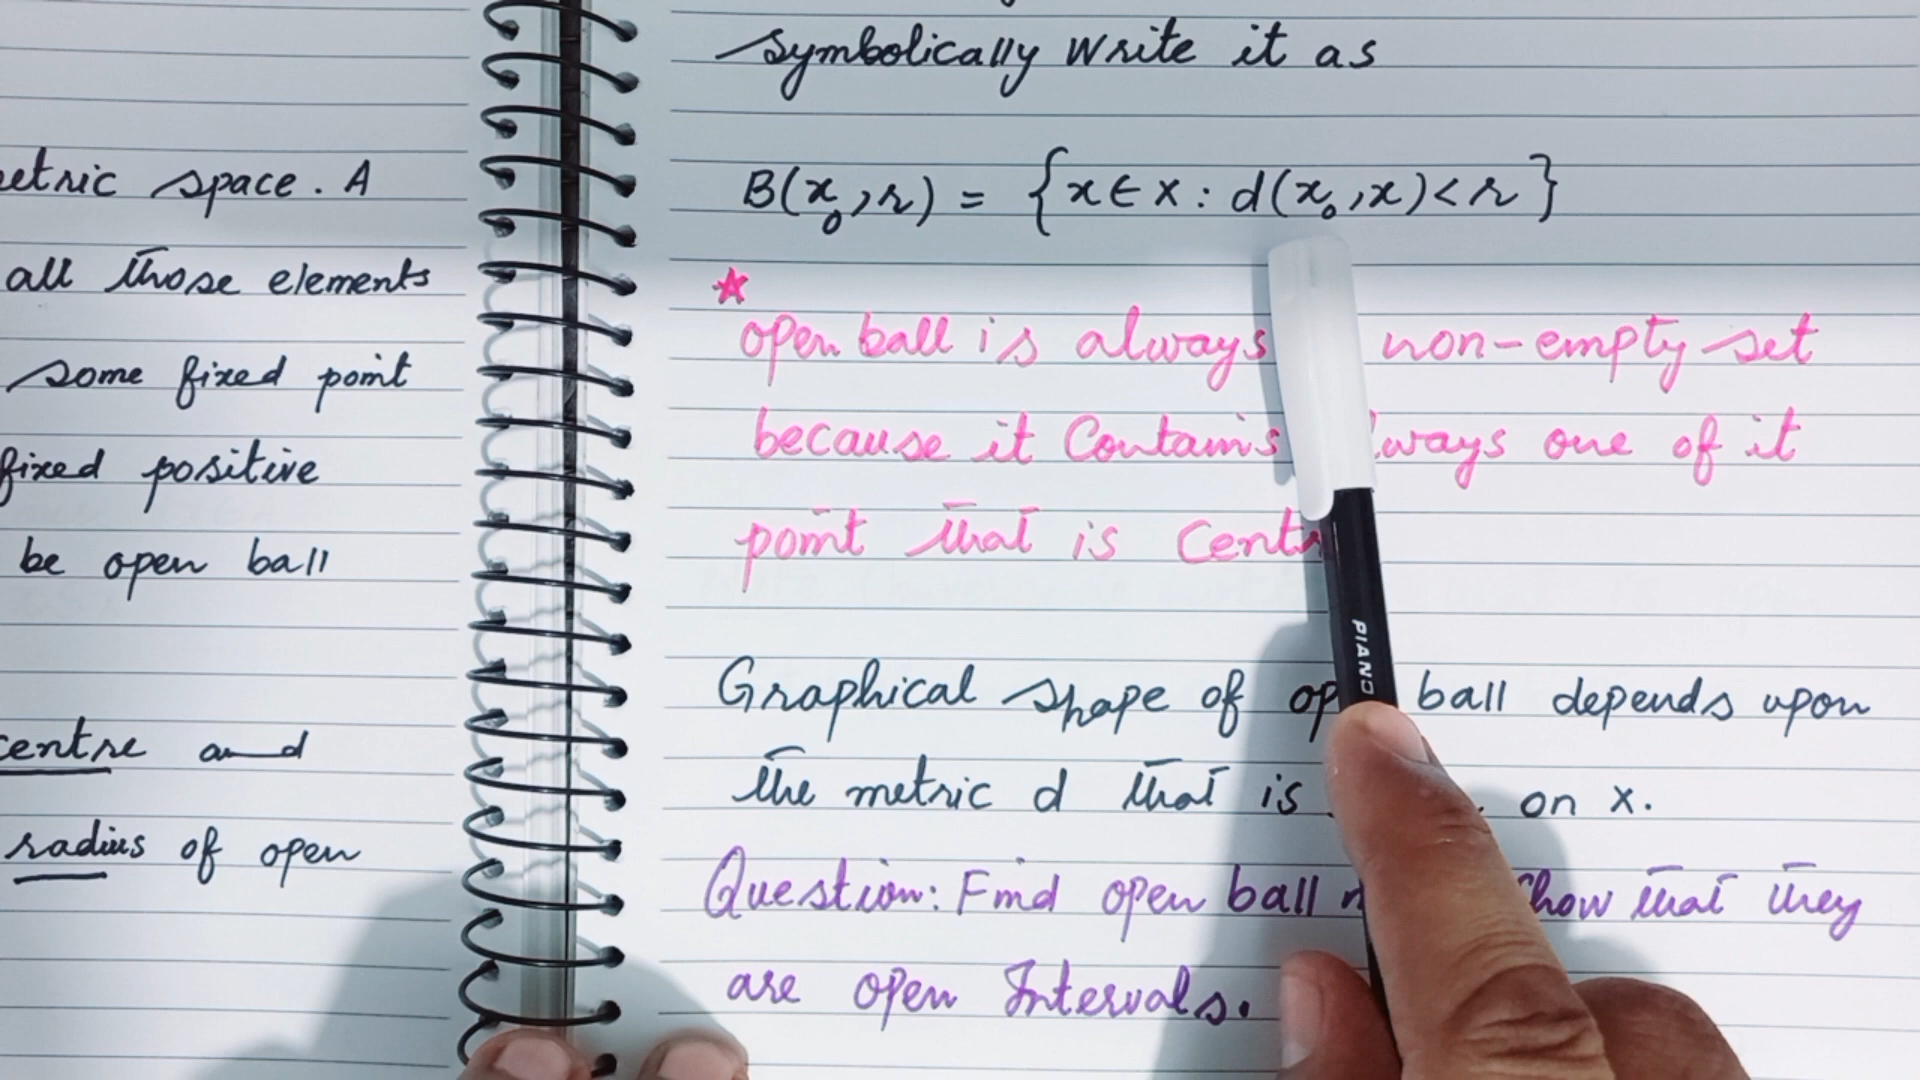 etric space. A
all those elements
some fixed point
fixed positive
be open ball
centre and
radius of open
symbolically write it as
B(x₀,r) = {x∈X : d(x₀,x)<r}
open ball is always non-empty set
because it Contains always one of it
point that is Cent
Graphical shape of op ball depends upon
the metric d that is on X.
Question: Find open ball Show that they
are open Intervals.
PIANO